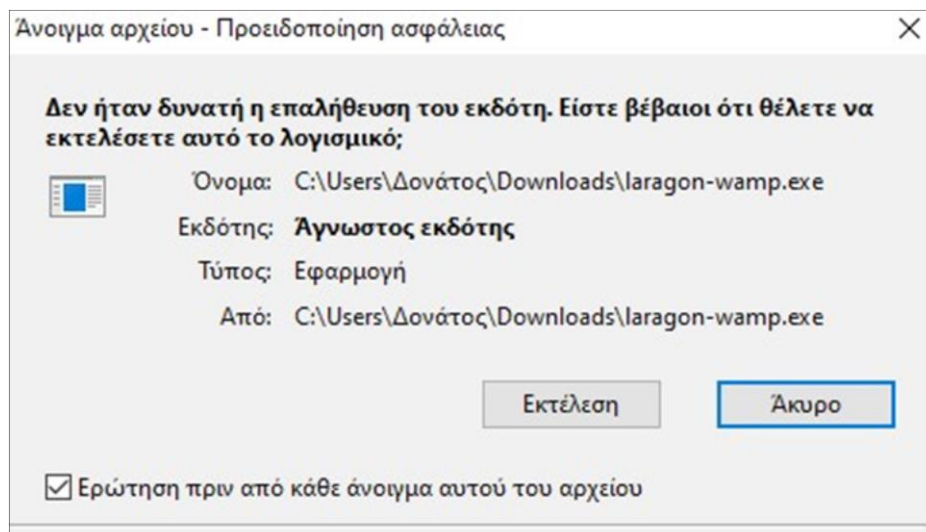 Άνοιγμα αρχείου - Προειδοποίηση ασφάλειας
Δεν ήταν δυνατή η επαλήθευση του εκδότη. Είστε βέβαιοι ότι θέλετε να
εκτελέσετε αυτό το λογισμικό;
Όνομα: C:\Users\Δονάτος\Downloads\laragon-wamp.exe
Εκδότης: Άγνωστος εκδότης
Τύπος: Εφαρμογή
Από: C:\Users\Δονάτος\Downloads\laragon-wamp.exe
Εκτέλεση Άκυρο
Ερώτηση πριν από κάθε άνοιγμα αυτού του αρχείου